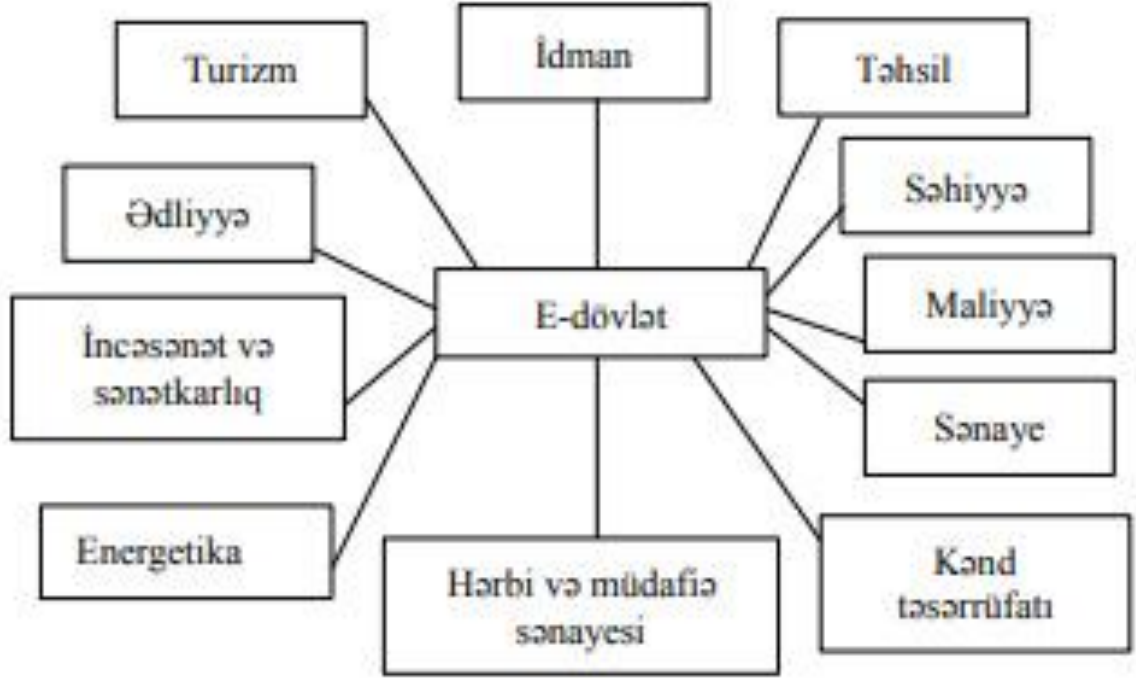 Turizm
İdman
Təhsil
Ədliyyə
Səhiyyə
E-dövlət
Maliyyə
İncəsənət və
sənətkarlıq
Sənaye
Energetika
Hərbi və müdafiə
sənayesi
Kənd
təsərrüfatı